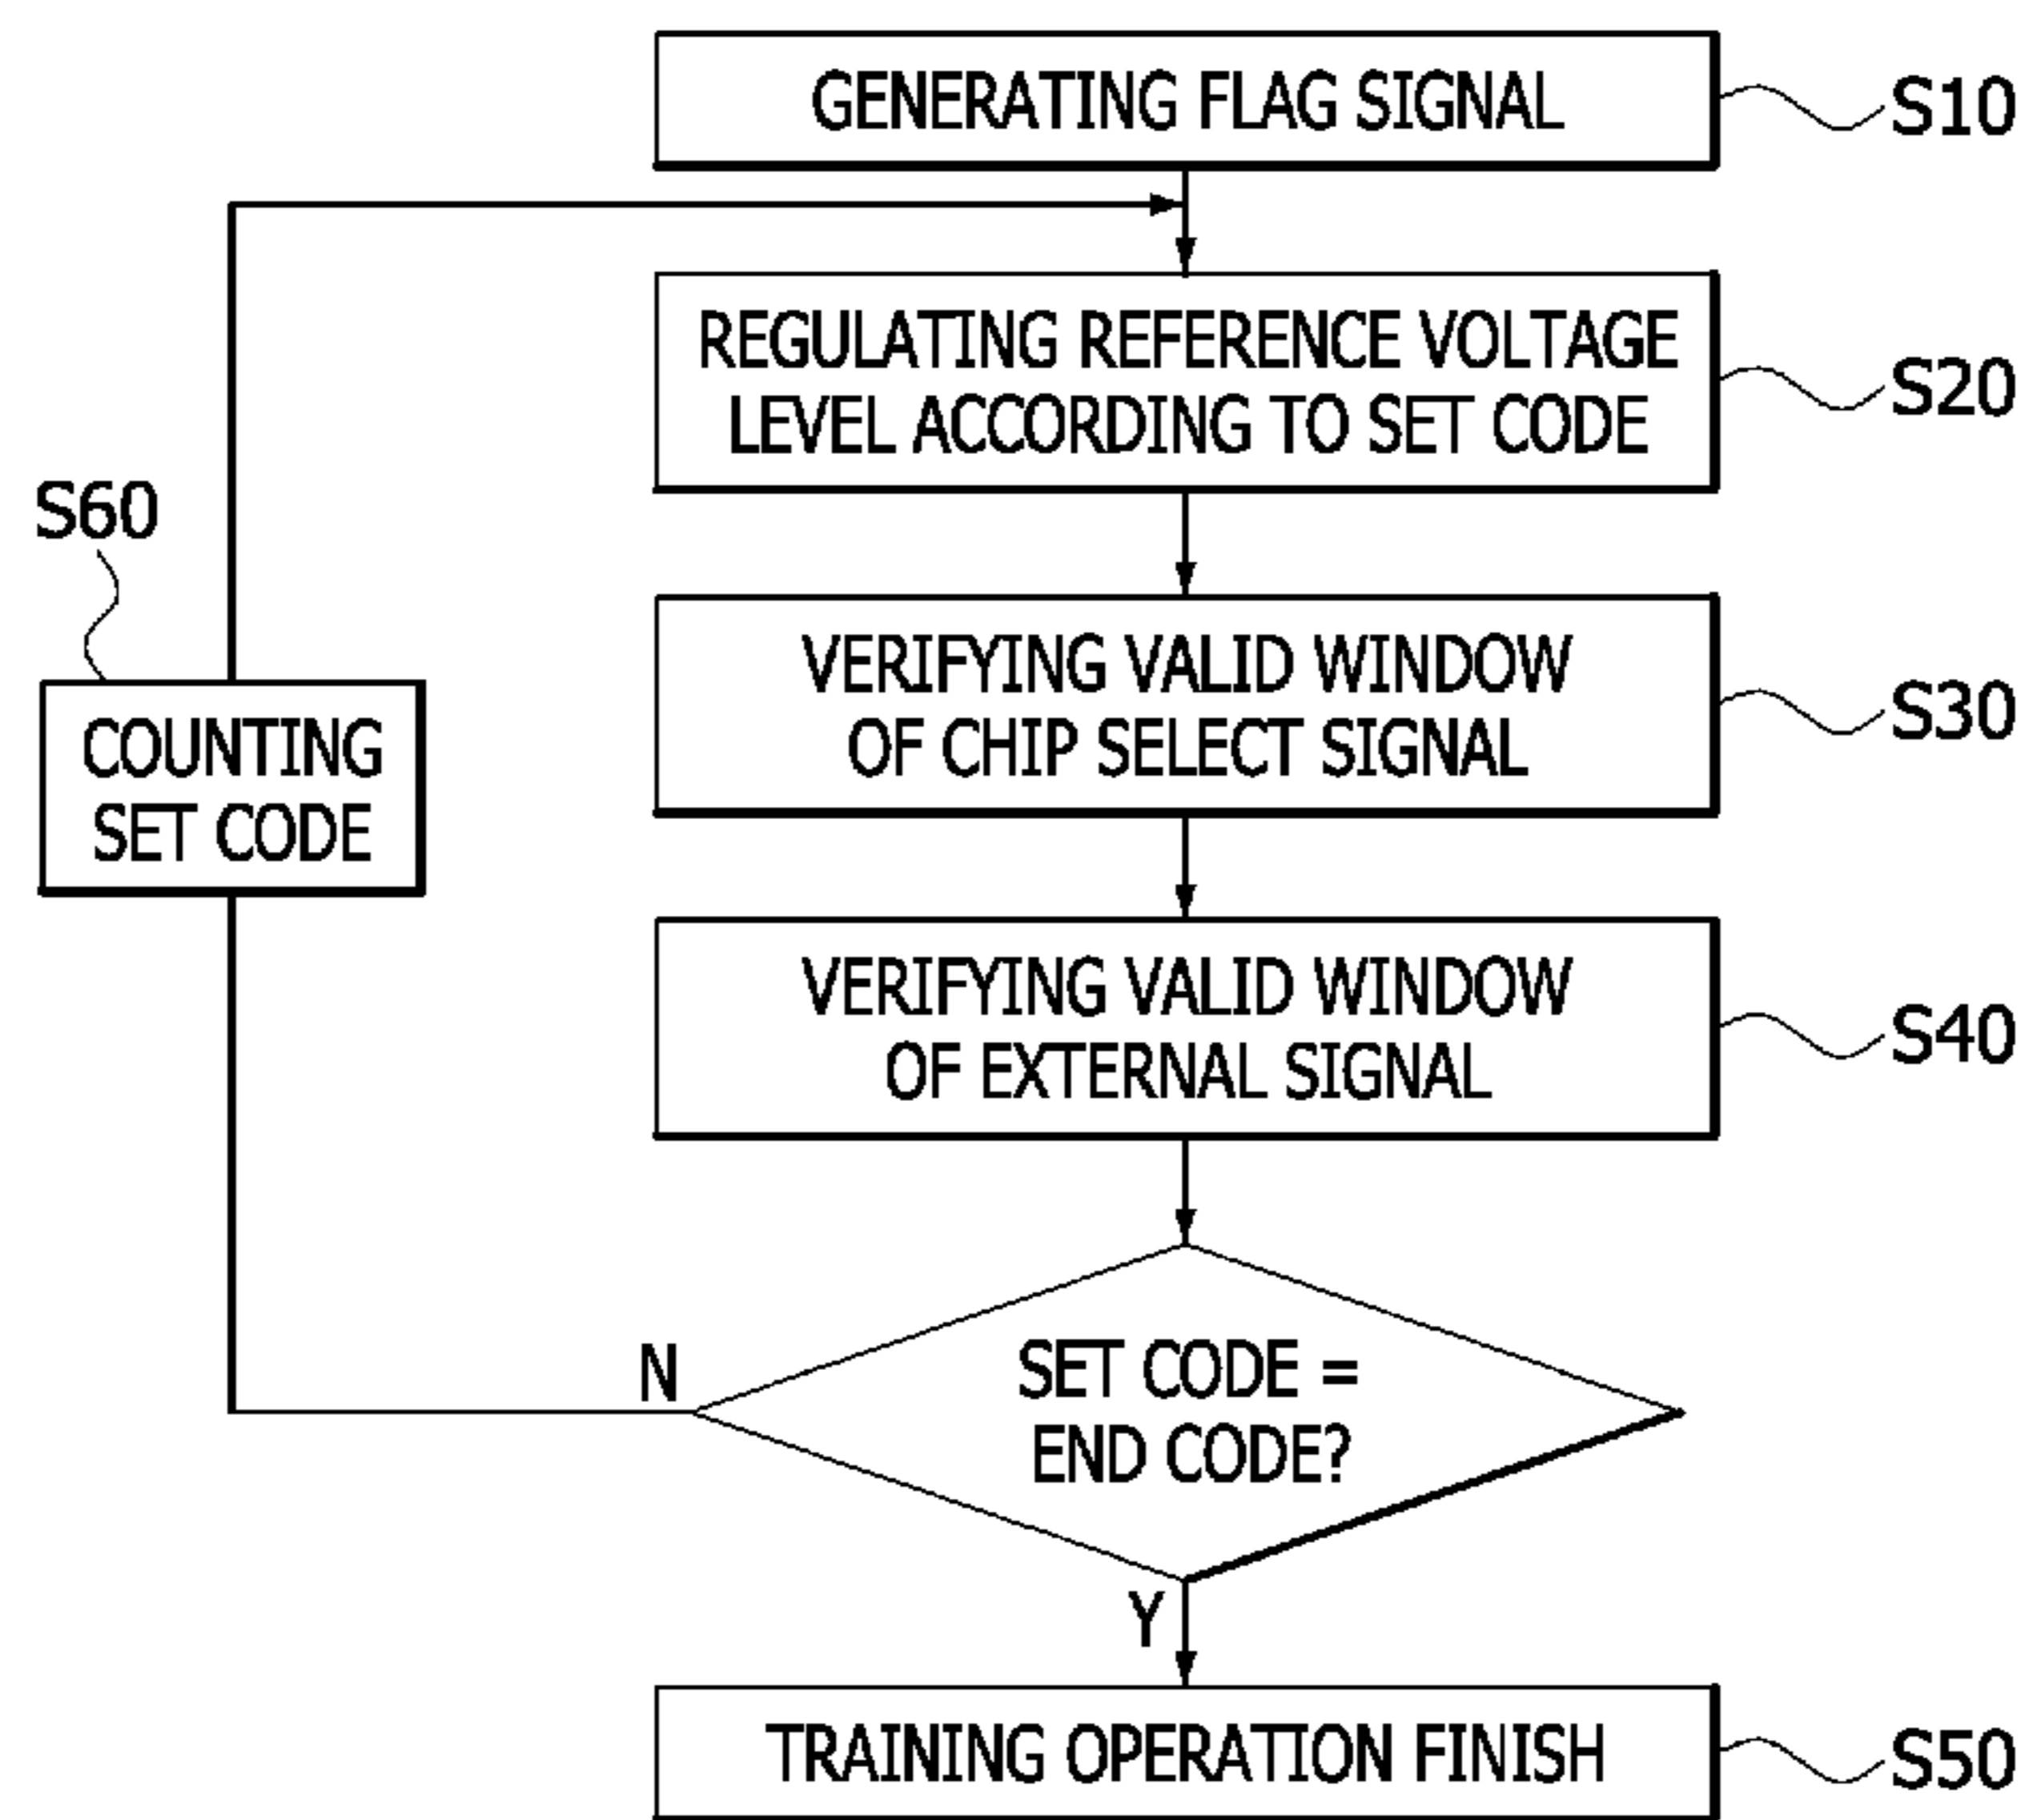 GENERATING FLAG SIGNAL
S10
REGULATING REFERENCE VOLTAGE
LEVEL ACCORDING TO SET CODE
S20
S60
COUNTING
SET CODE
VERIFYING VALID WINDOW
OF CHIP SELECT SIGNAL
S30
VERIFYING VALID WINDOW
OF EXTERNAL SIGNAL
S40
N
SET CODE =
END CODE?
Y
TRAINING OPERATION FINISH
S50